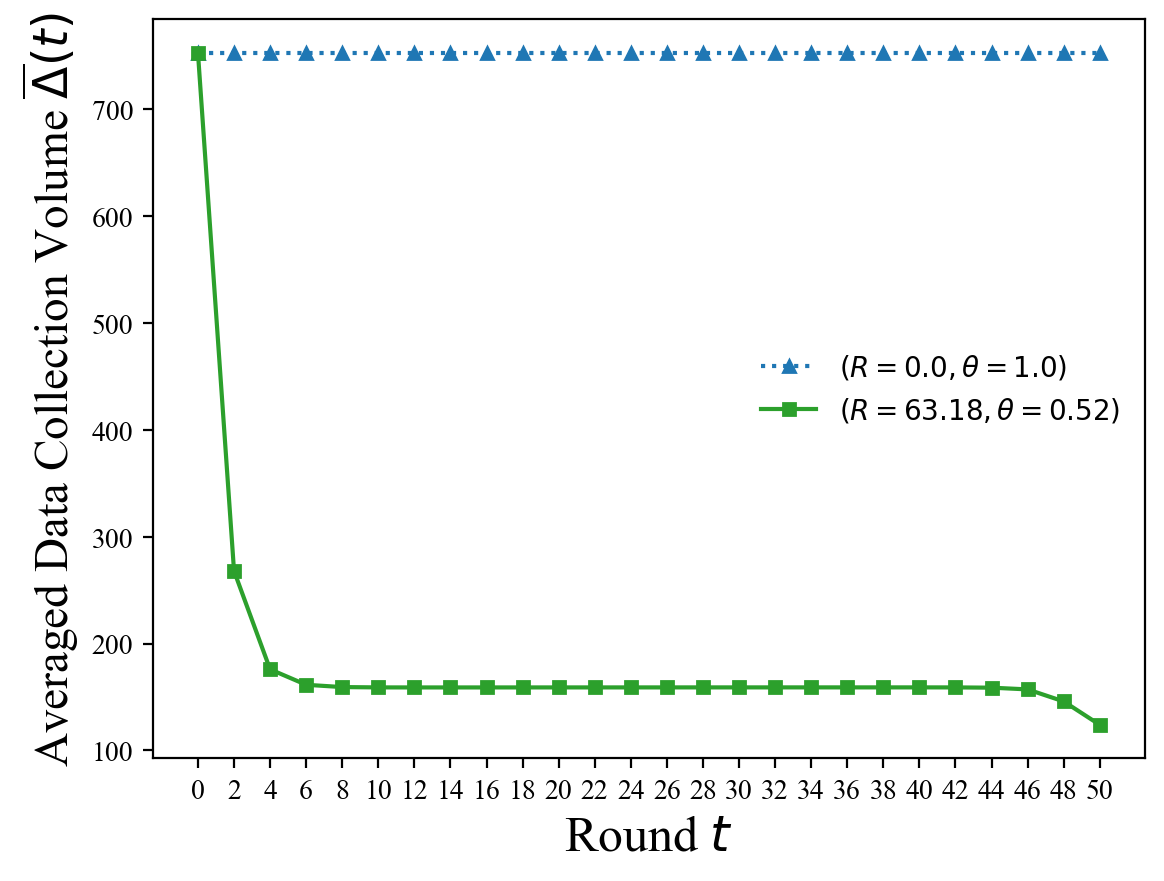 Averaged Data Collection Volume $\overline{\Delta}(t)$
700
600
500
400
300
200
100
(R = 0.0, θ = 1.0)
(R = 63.18, θ = 0.52)
0 2 4 6 8 10 12 14 16 18 20 22 24 26 28 30 32 34 36 38 40 42 44 46 48 50
Round t